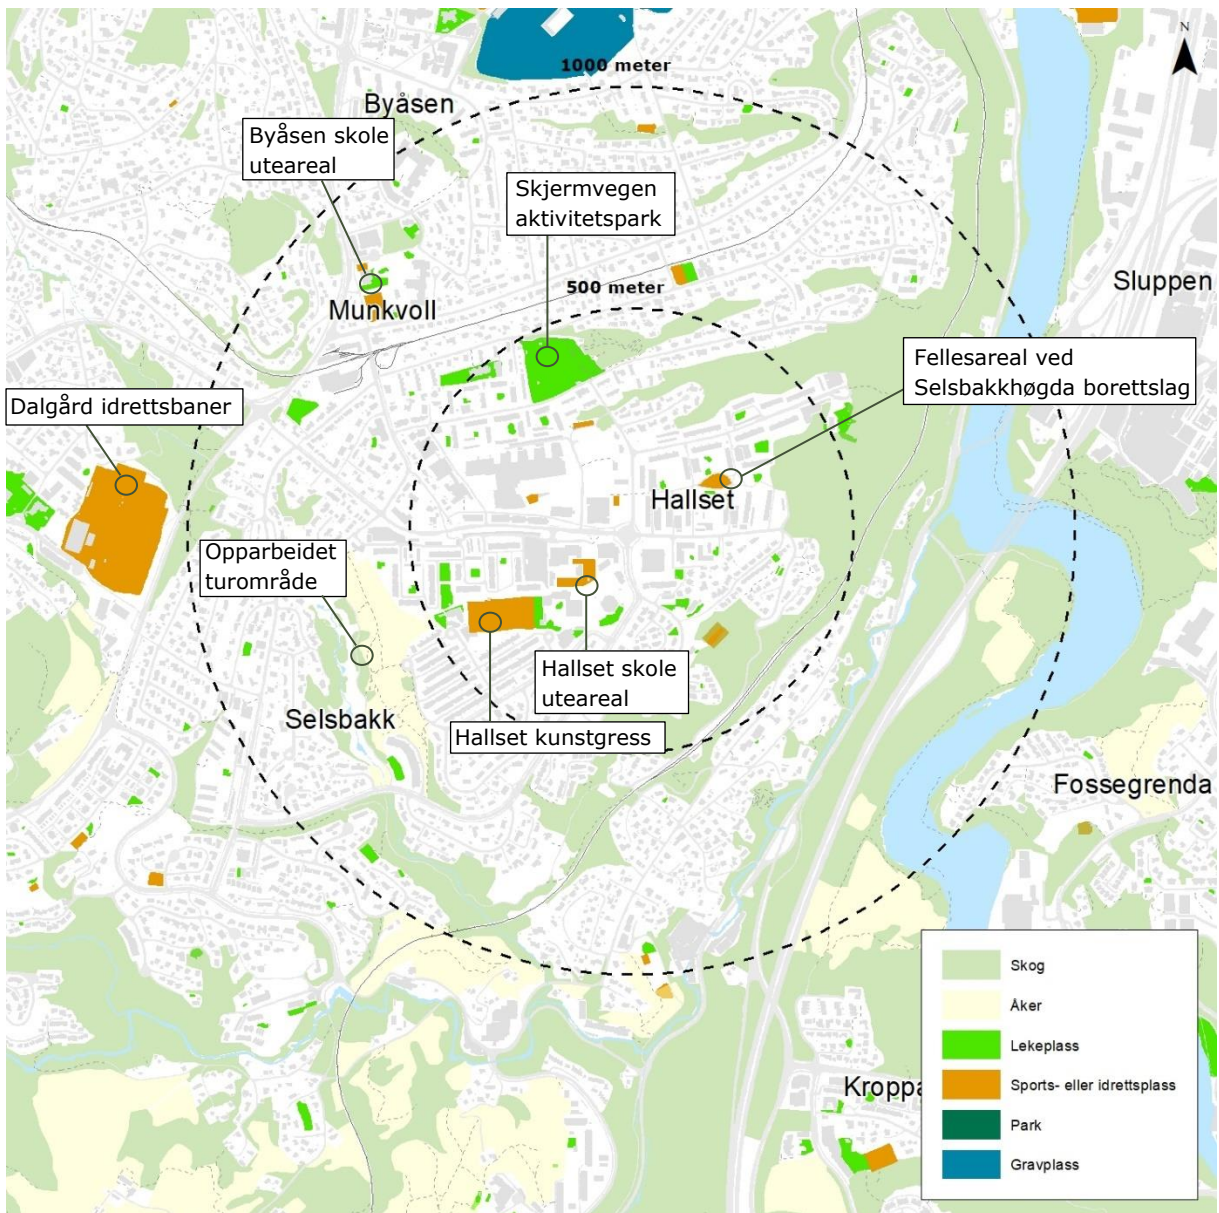 N
1000 meter
Byåsen
Byåsen skole
uteareal
Skjermvegen
aktivitetspark
Sluppen
500 meter
Munkvoll
Fellesareal ved
Selsbakkhøgda borettslag
Dalgård idrettsbaner
Hallset
Opparbeidet
turområde
Hallset skole
uteareal
Selsbakk
Hallset kunstgress
Fossegrenda
Skog
Åker
Lekeplass
Sports- eller idrettsplass
Kroppa
Park
Gravplass